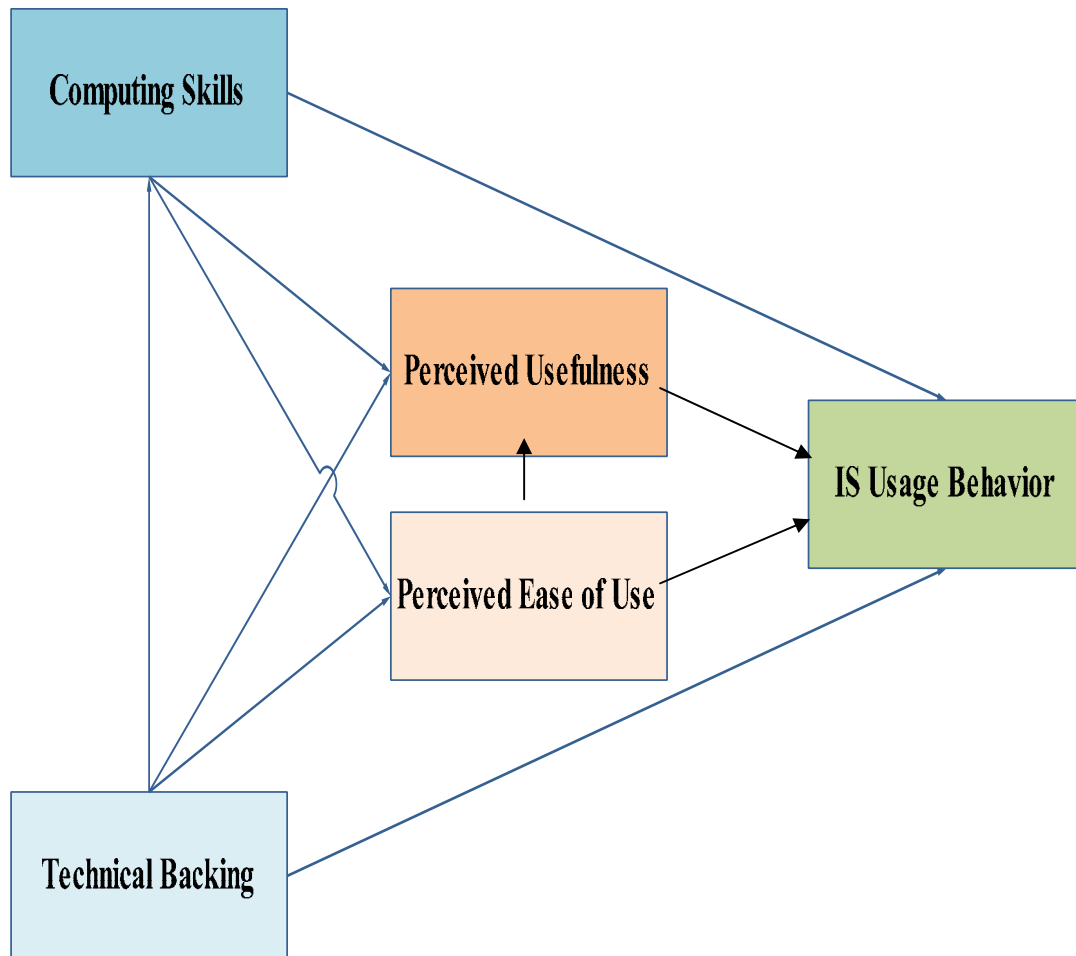 Computing Skills
Perceived Usefulness
IS Usage Behavior
Perceived Ease of Use
Technical Backing